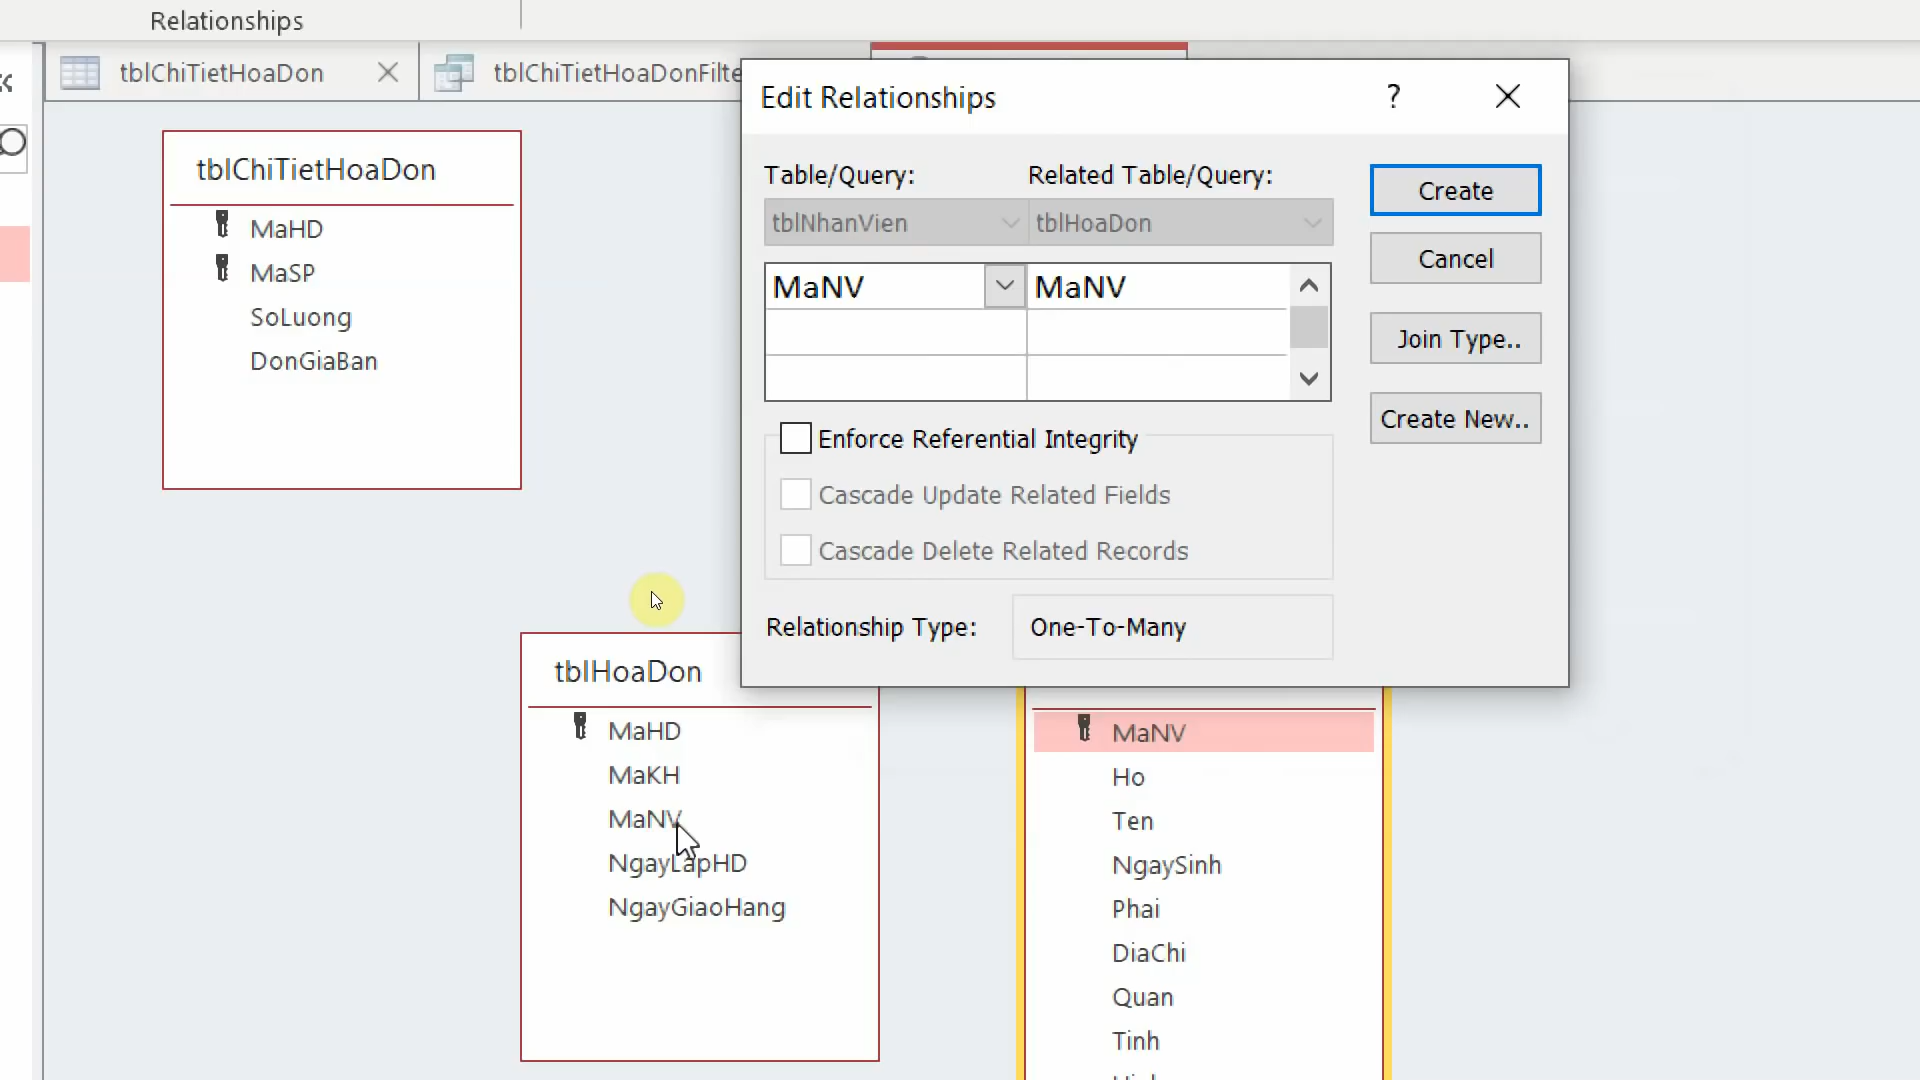 Relationships
tblChiTietHoaDon
tblChiTietHoaDonFilte
Edit Relationships
?
Table/Query:
Related Table/Query:
tblNhanVien
tblHoaDon
MaNV
MaNV
Create
Cancel
Join Type..
Create New..
Enforce Referential Integrity
Cascade Update Related Fields
Cascade Delete Related Records
Relationship Type:
One-To-Many
tblChiTietHoaDon
MaHD
MaSP
SoLuong
DonGiaBan
tblHoaDon
MaHD
MaKH
MaNV
NgayLapHD
NgayGiaoHang
MaNV
Ho
Ten
NgaySinh
Phai
DiaChi
Quan
Tinh